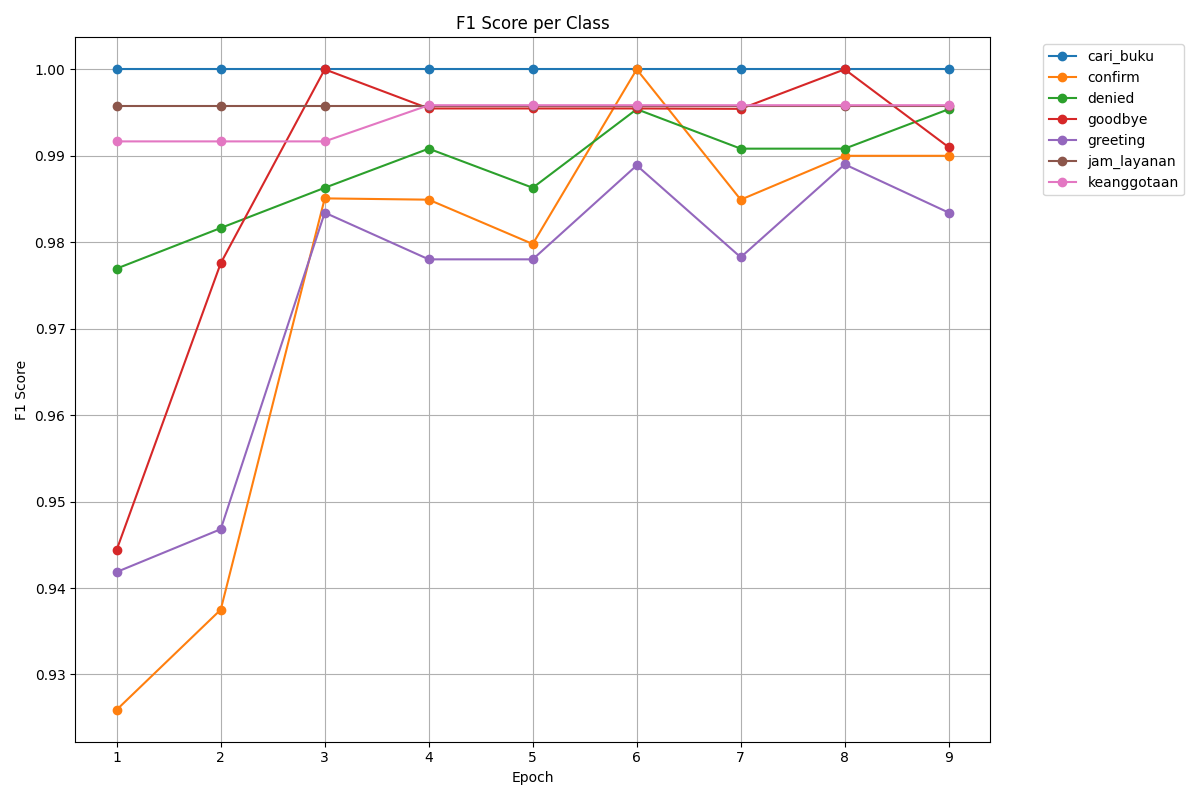 F1 Score per Class
1.00
0.99
0.98
0.97
0.96
0.95
0.94
0.93
F1 Score
1 2 3 4 5 6 7 8 9
Epoch
cari_buku
confirm
denied
goodbye
greeting
jam_layanan
keanggotaan